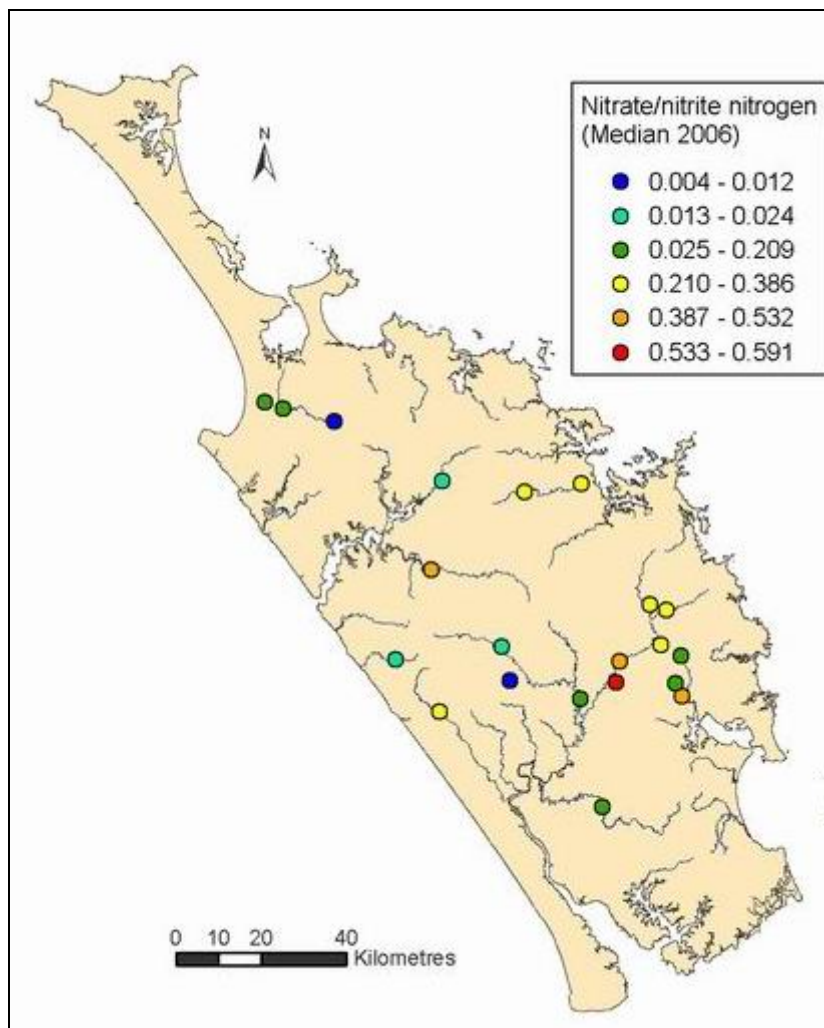 Nitrate/nitrite nitrogen
(Median 2006)
0.004 - 0.012
0.013 - 0.024
0.025 - 0.209
0.210 - 0.386
0.387 - 0.532
0.533 - 0.591
N
0 10 20 40
Kilometres